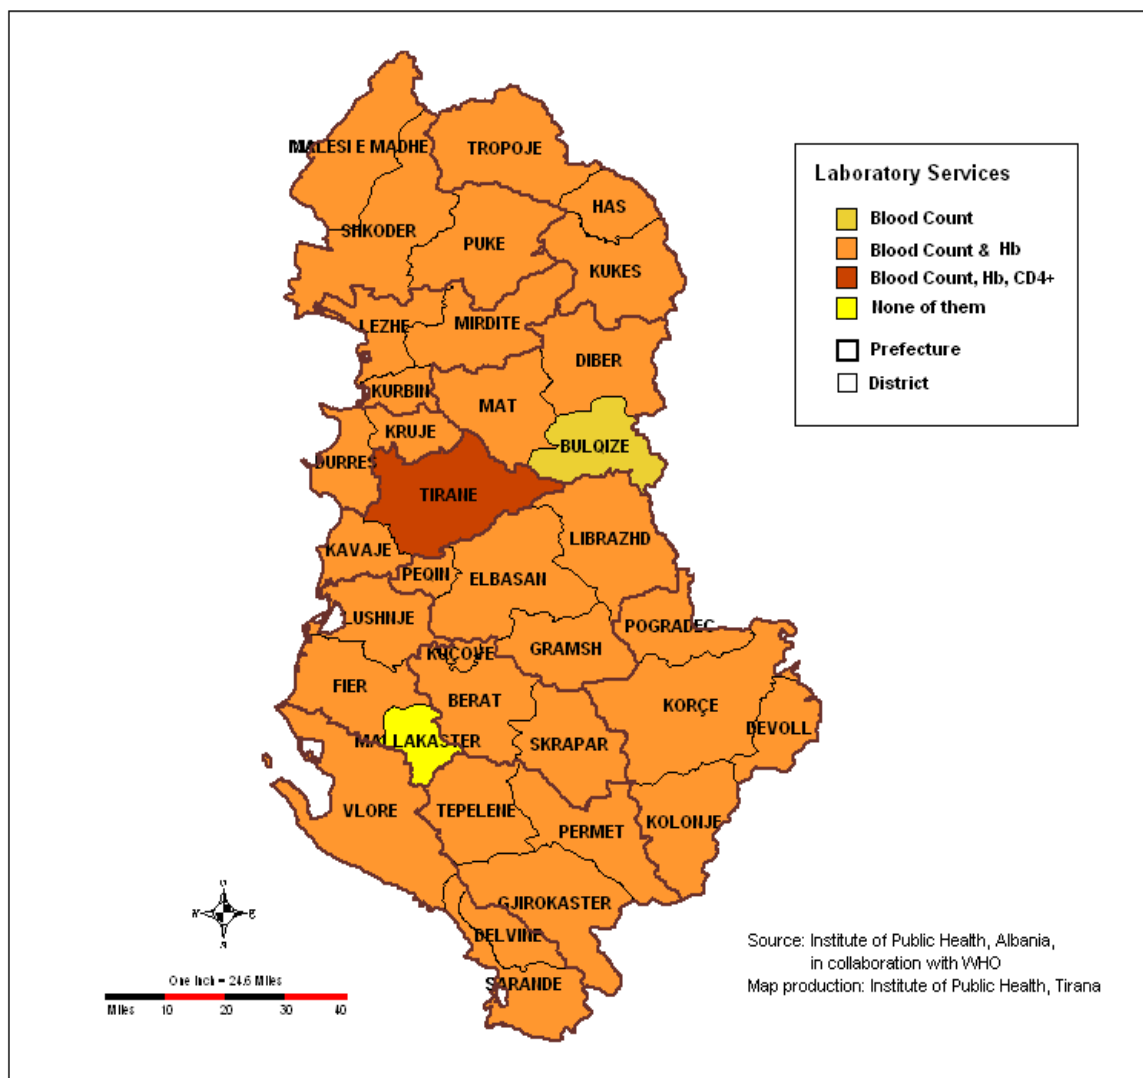 MALESI E MADHE
TROPOJE
HAS
SHKODER
PUKE
KUKES
LEZHE
MIRDITE
DIBER
KURBIN
MAT
KRUJE
BULQIZE
DURRES
TIRANE
LIBRAZHD
KAVAJE
PEQIN
ELBASAN
LUSHNJE
POGRADEC
KUÇOVE
GRAMSH
FIER
BERAT
KORÇE
DEVOLL
MALLAKASTER
SKRAPAR
VLORE
TEPELENE
PERMET
KOLONJE
GJIROKASTER
DELVINE
SARANDE
Laboratory Services
Blood Count
Blood Count & Hb
Blood Count, Hb, CD4+
None of them
Prefecture
District
N
E
One Inch = 24.6 Miles
Miles 10 20 30 40
Source: Institute of Public Health, Albania,
in collaboration with WHO
Map production: Institute of Public Health, Tirana